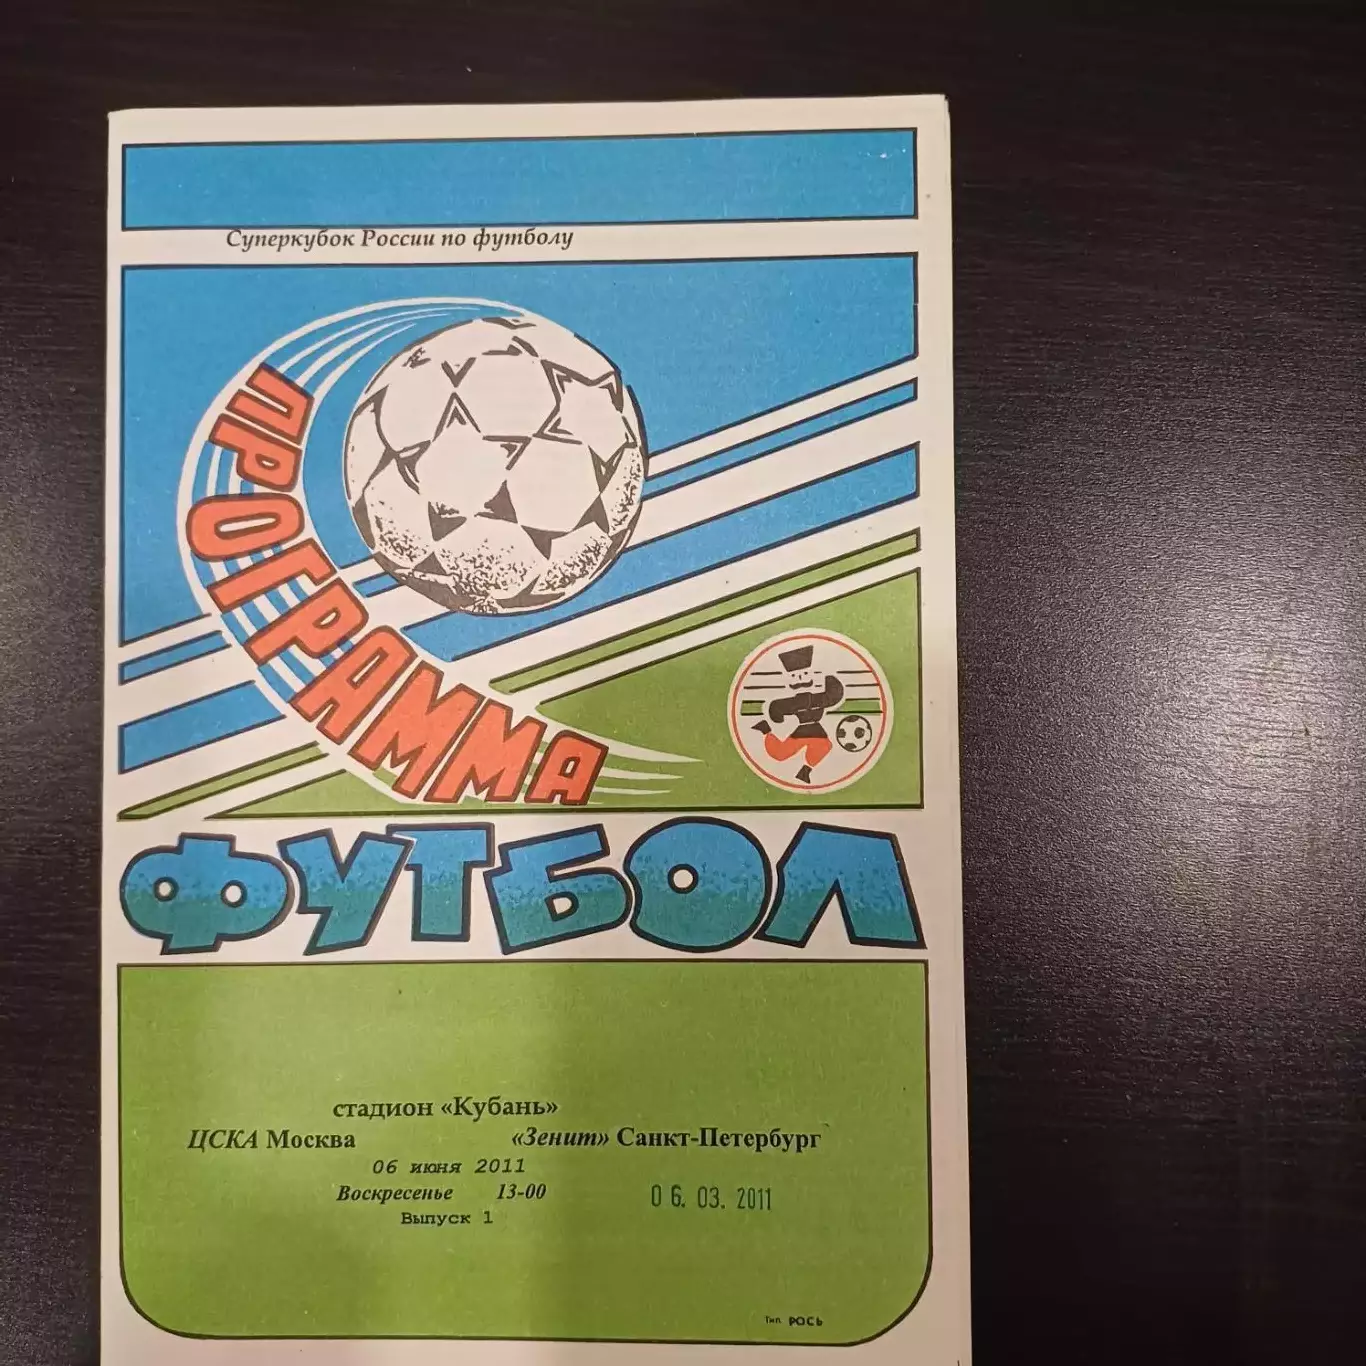 Суперкубок России по футболу
ПРОГРАММА
ФУТБОЛ
стадион «Кубань»
ЦСКА Москва «Зенит» Санкт-Петербург
06 июня 2011
Воскресенье 13-00
06.03.2011
Выпуск 1
Тип. РОСЬ